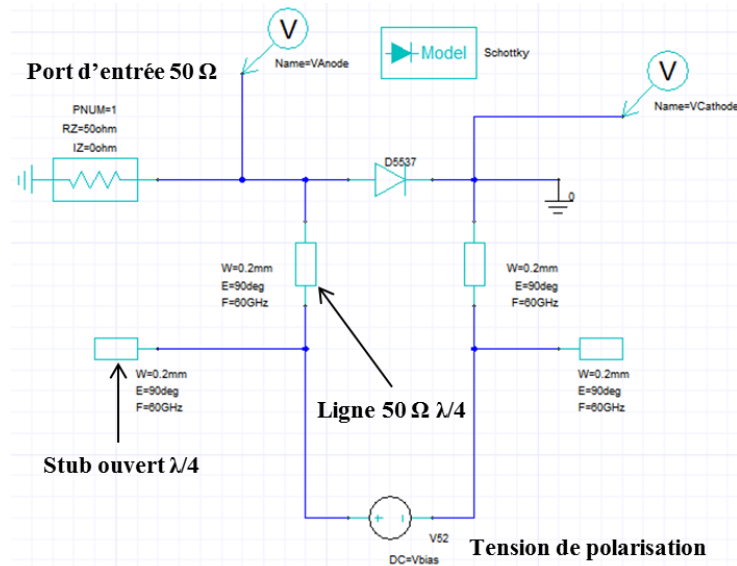 V
Name=VAnode
Model
Schottky
V
Name=VCathode
Port d’entrée 50 Ω
PNUM=1
RZ=50ohm
IZ=0ohm
D5537
0
W=0.2mm
E=90deg
F=60GHz
W=0.2mm
E=90deg
F=60GHz
W=0.2mm
E=90deg
F=60GHz
W=0.2mm
E=90deg
F=60GHz
Ligne 50 Ω λ/4
Stub ouvert λ/4
+ −
V52
DC=Vbias
Tension de polarisation